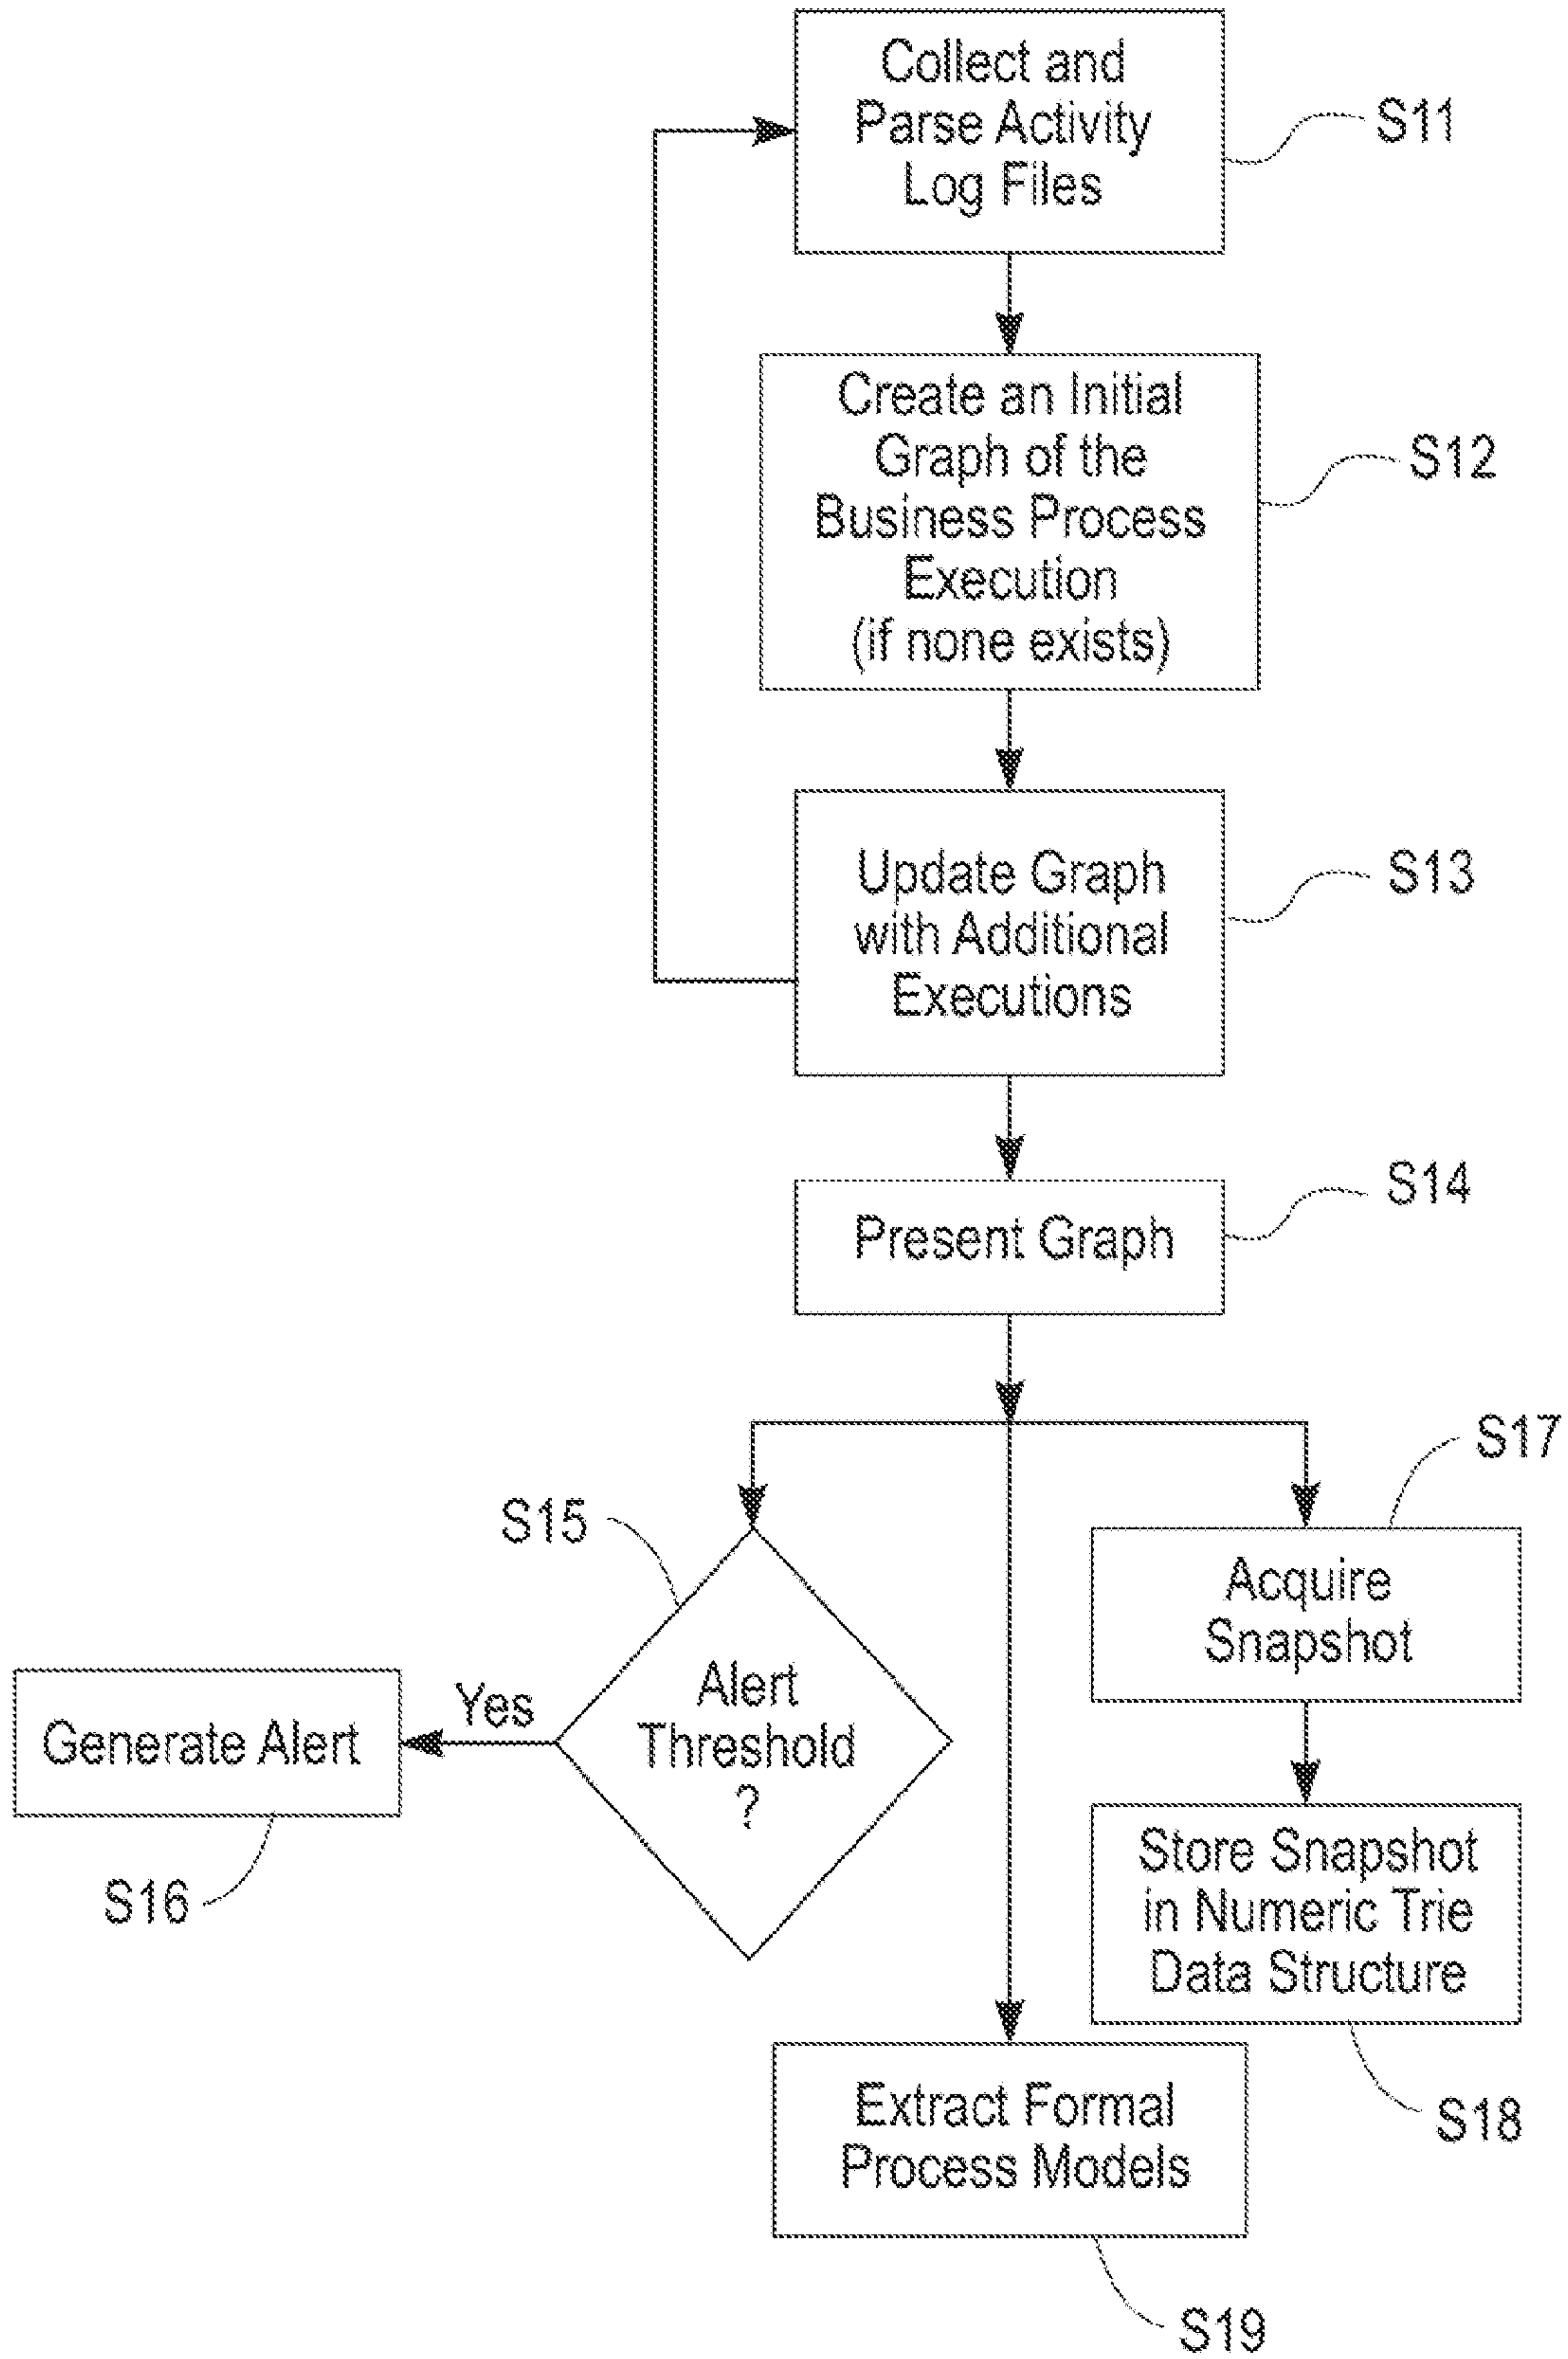 Collect and
Parse Activity
Log Files
S11
Create an Initial
Graph of the
Business Process
Execution
(if none exists)
S12
Update Graph
with Additional
Executions
S13
Present Graph
S14
S15
Alert
Threshold
?
Yes
Generate Alert
S16
S17
Acquire
Snapshot
Store Snapshot
in Numeric Trie
Data Structure
S18
Extract Formal
Process Models
S19